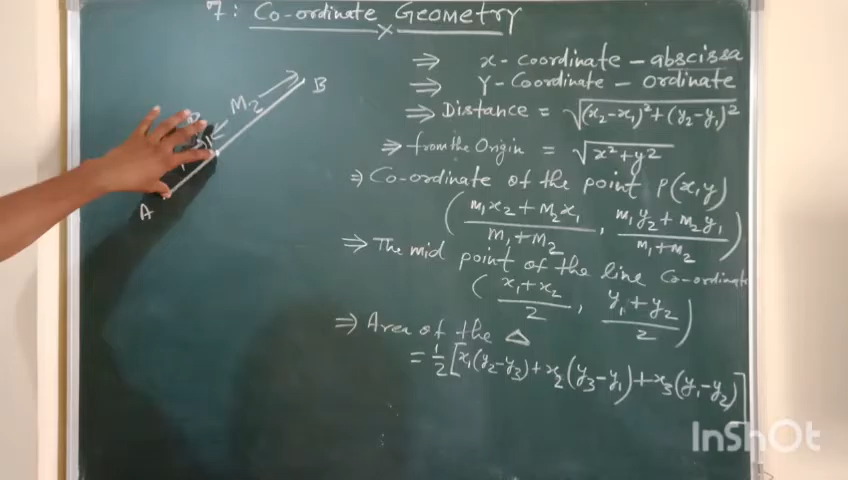 7: Co-ordinate Geometry
⇒ x-coordinate - abscissa
⇒ Y-Coordinate - ordinate
⇒ Distance = √(x₂-x₁)²+(y₂-y₁)²
⇒ from the Origin = √x²+y²
⇒ Co-ordinate of the point P(x,y)
(m₁x₂+m₂x₁/m₁+m₂, m₁y₂+m₂y₁/m₁+m₂)
⇒ The mid point of the line Co-ordinate
(x₁+x₂/2, y₁+y₂/2)
⇒ Area of the △
= 1/2[x₁(y₂-y₃)+x₂(y₃-y₁)+x₃(y₁-y₂)]
B
M₂
A
InShOt